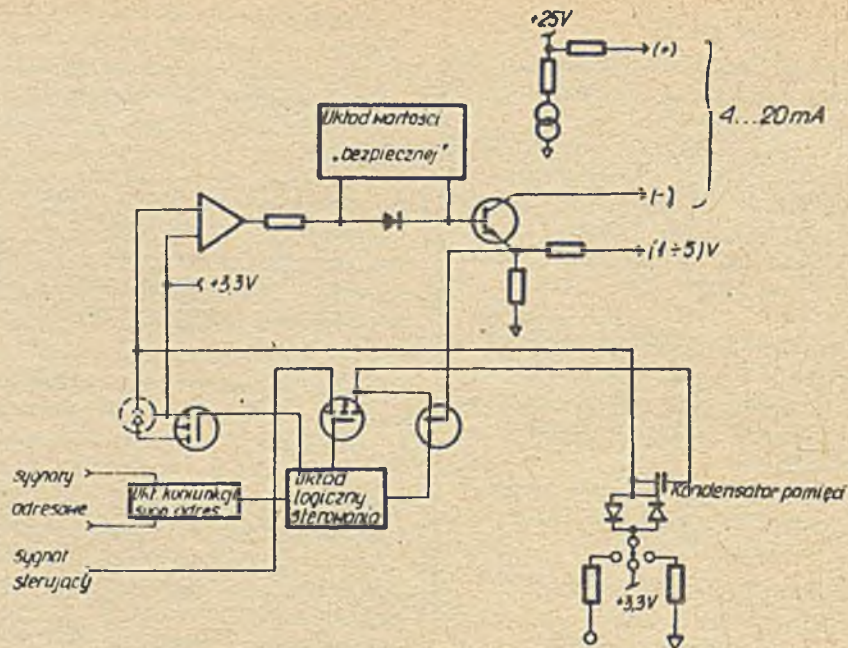 +25V
(+)
4...20mA
Układ wartości
„bezpiecznej"
(-)
(1÷5)V
+3,3V
sygnały
adresowe
Ukł. koniunkcji
sygn. adres.
Układ
logiczny
sterowania
sygnał
sterujący
Kondensator pamięci
+3,3V